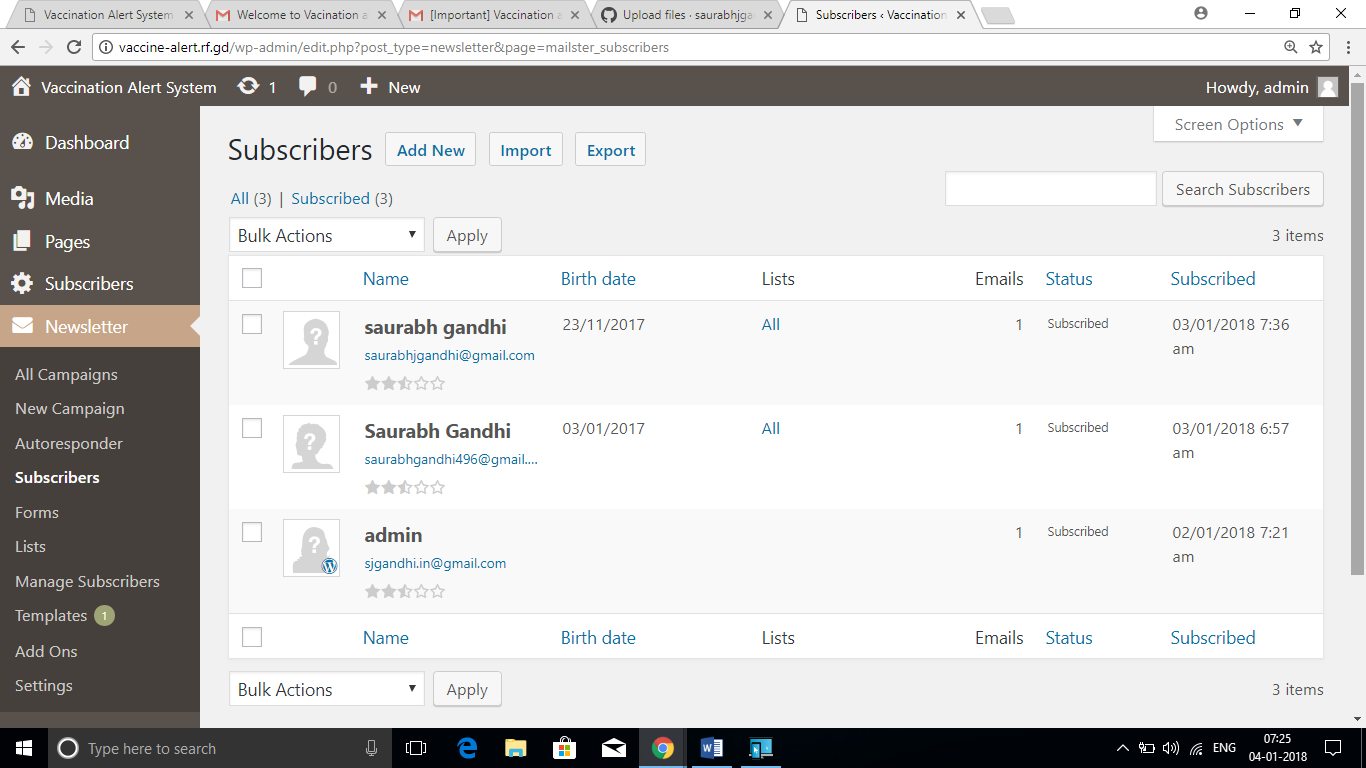 Vaccination Alert System
Welcome to Vacination a
[Important] Vaccination a
Upload files · saurabhjga
Subscribers ‹ Vaccination
vaccine-alert.rf.gd/wp-admin/edit.php?post_type=newsletter&page=mailster_subscribers
Vaccination Alert System 1 0 New Howdy, admin
Screen Options
Dashboard
Media
Pages
Subscribers
Newsletter
All Campaigns
New Campaign
Autoresponder
Subscribers
Forms
Lists
Manage Subscribers
Templates 1
Add Ons
Settings
Subscribers Add New Import Export
All (3) | Subscribed (3)
Search Subscribers
Bulk Actions Apply 3 items
Name Birth date Lists Emails Status Subscribed
saurabh gandhi 23/11/2017 All 1 Subscribed 03/01/2018 7:36
am
saurabhjgandhi@gmail.com
Saurabh Gandhi 03/01/2017 All 1 Subscribed 03/01/2018 6:57
am
saurabhgandhi496@gmail....
admin 1 Subscribed 02/01/2018 7:21
am
sjgandhi.in@gmail.com
Name Birth date Lists Emails Status Subscribed
Bulk Actions Apply 3 items
Type here to search
ENG
07:25
04-01-2018